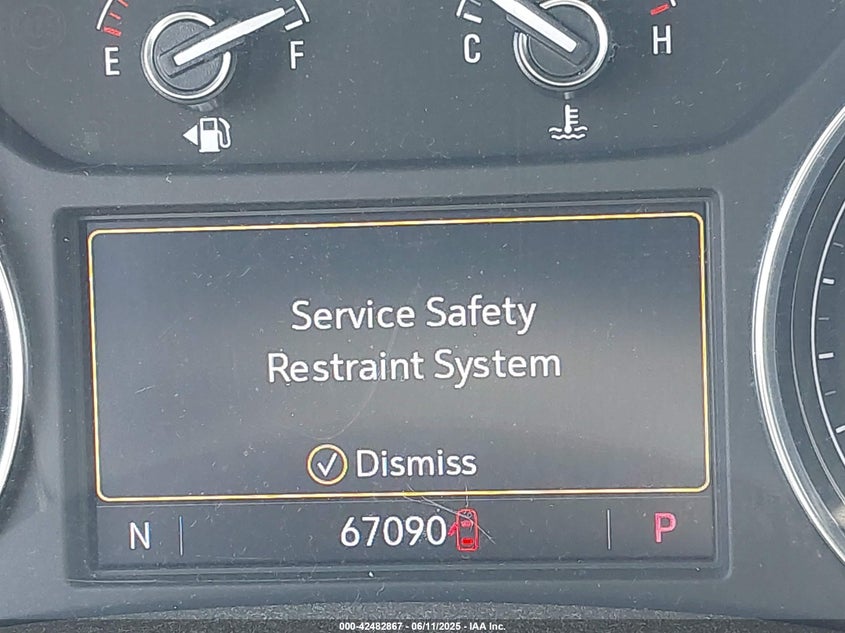 E F C H
Service Safety
Restraint System
Dismiss
N 67090 P
000-42482867 - 06/11/2025 - IAA Inc.